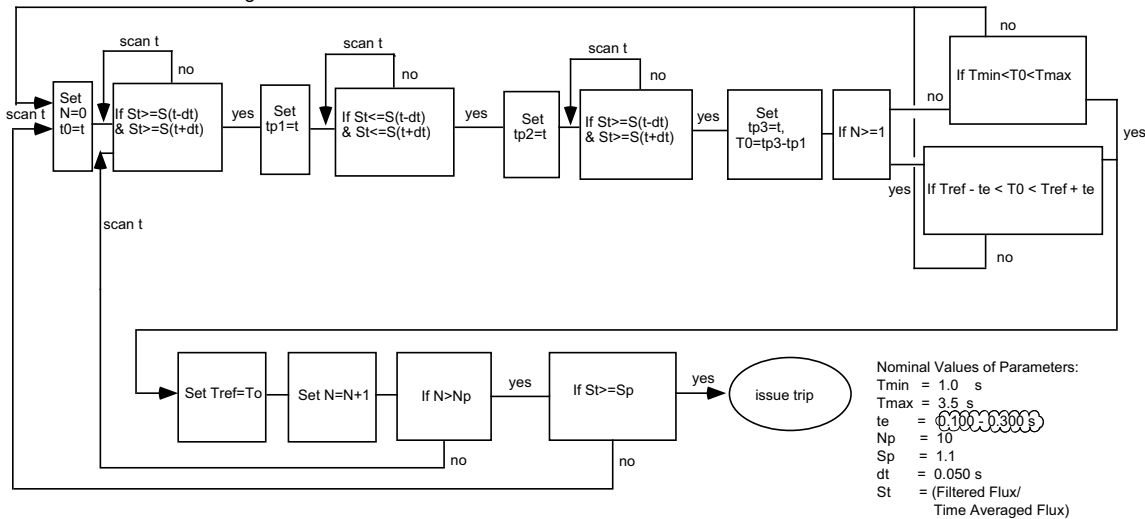 no
scan t
no
scan t
no
scan t
no
scan t
Set
N=0
t0=t
If St>=S(t-dt)
& St>=S(t+dt)
yes
Set
tp1=t
If St<=S(t-dt)
& St<=S(t+dt)
yes
Set
tp2=t
If St>=S(t-dt)
& St>=S(t+dt)
yes
Set
tp3=t,
T0=tp3-tp1
If N>=1
no
If Tmin<T0<Tmax
yes
yes
If Tref - te < T0 < Tref + te
no
scan t
Set Tref=To
Set N=N+1
If N>Np
yes
If St>=Sp
yes
issue trip
no
no
Nominal Values of Parameters:
Tmin = 1.0 s
Tmax = 3.5 s
te = 0.100 - 0.300 s
Np = 10
Sp = 1.1
dt = 0.050 s
St = (Filtered Flux/
Time Averaged Flux)